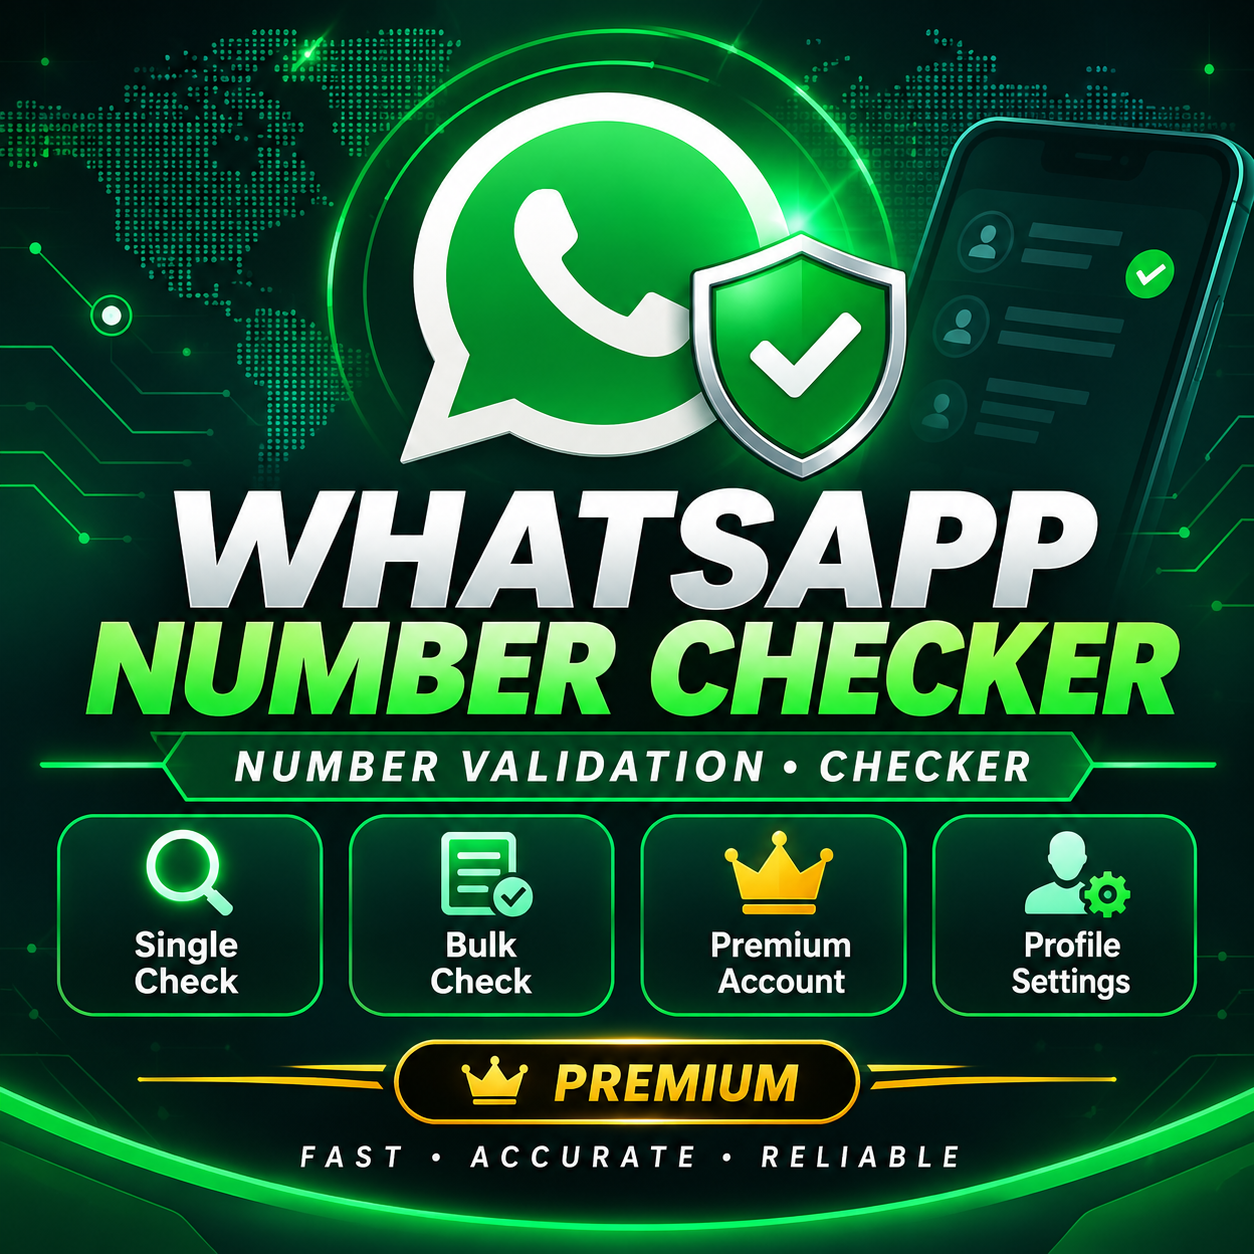 WHATSAPP
NUMBER CHECKER
NUMBER VALIDATION • CHECKER
Single
Check
Bulk
Check
Premium
Account
Profile
Settings
PREMIUM
FAST • ACCURATE • RELIABLE